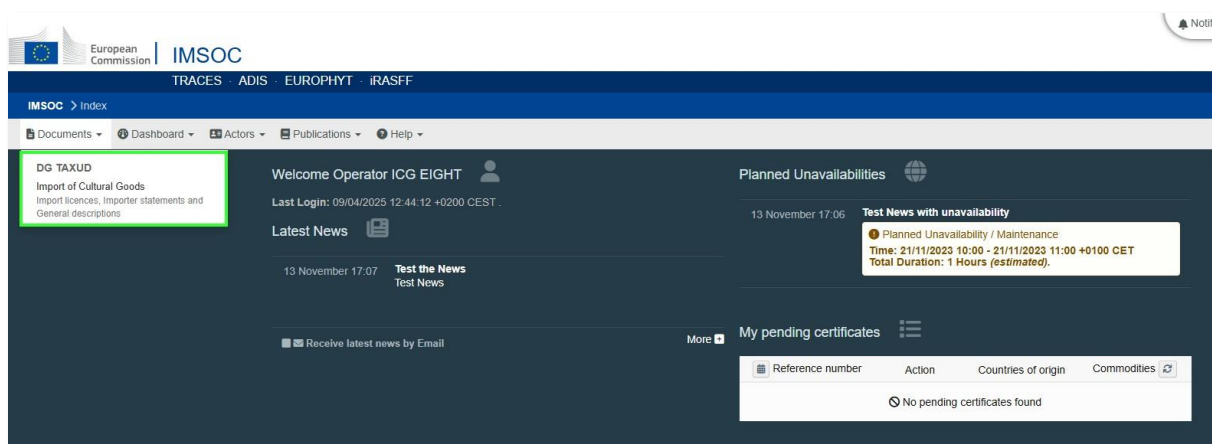 Notif
European
Commission
IMSOC
TRACES - ADIS - EUROPHYT - iRASFF
IMSOC > Index
Documents Dashboard Actors Publications Help
DG TAXUD
Import of Cultural Goods
Import licences, Importer statements and
General descriptions
Welcome Operator ICG EIGHT
Last Login: 09/04/2025 12:44:12 +0200 CEST .
Latest News
13 November 17:07 Test the News
Test News
Receive latest news by Email
More
Planned Unavailabilities
13 November 17:06 Test News with unavailability
Planned Unavailability / Maintenance
Time: 21/11/2023 10:00 - 21/11/2023 11:00 +0100 CET
Total Duration: 1 Hours (estimated).
My pending certificates
Reference number Action Countries of origin Commodities
No pending certificates found